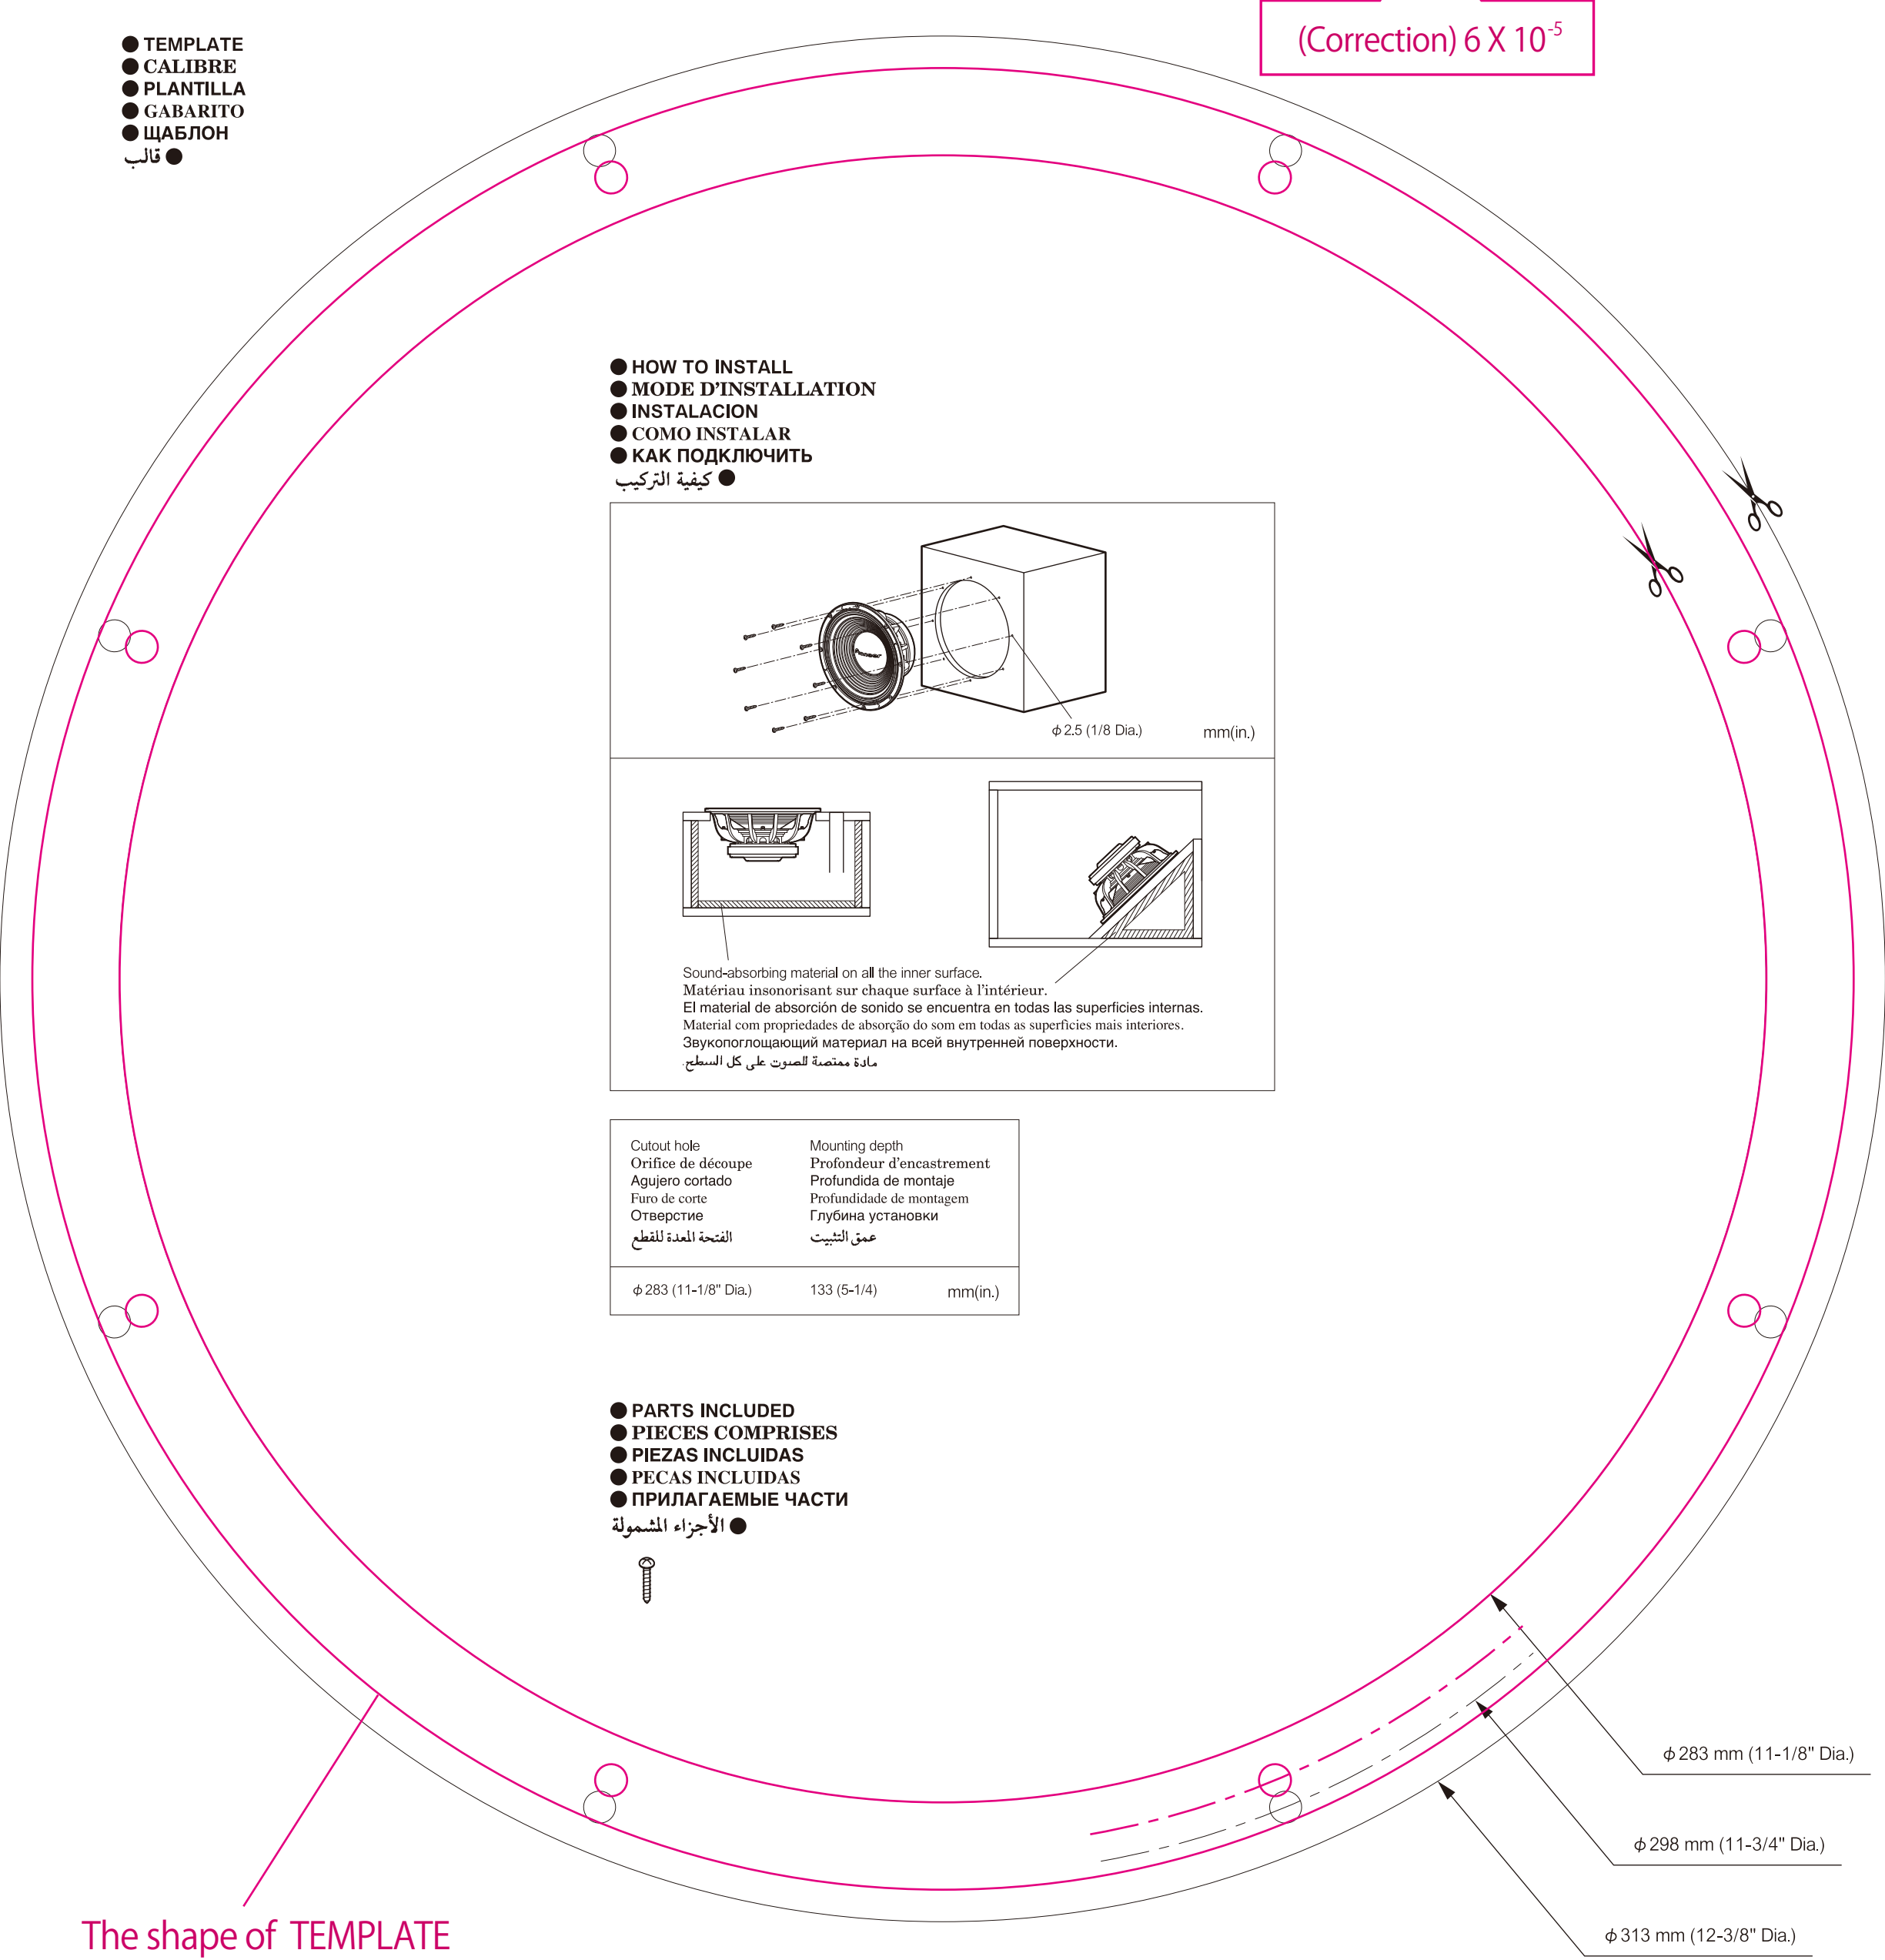 (Correction) 6 X 10⁻⁵
● TEMPLATE
● CALIBRE
● PLANTILLA
● GABARITO
● ЩАБЛОН
● قالب
● HOW TO INSTALL
● MODE D'INSTALLATION
● INSTALACION
● COMO INSTALAR
● КАК ПОДКЛЮЧИТЬ
● كيفية التركيب
Pioneer
φ 2.5 (1/8 Dia.)
mm(in.)
Sound-absorbing material on all the inner surface.
Matériau insonorisant sur chaque surface à l'intérieur.
El material de absorción de sonido se encuentra en todas las superficies internas.
Material com propriedades de absorção do som em todas as superficies mais interiores.
Звукопоглощающий материал на всей внутренней поверхности.
مادة ممتصة للصوت على كل السطح.
Cutout hole
Orifice de découpe
Agujero cortado
Furo de corte
Отверстие
الفتحة المعدة للقطع
Mounting depth
Profondeur d'encastrement
Profundida de montaje
Profundidade de montagem
Глубина установки
عمق التثبيت
φ 283 (11-1/8" Dia.)
133 (5-1/4)
mm(in.)
● PARTS INCLUDED
● PIECES COMPRISES
● PIEZAS INCLUIDAS
● PECAS INCLUIDAS
● ПРИЛАГАЕМЫЕ ЧАСТИ
● الأجزاء المشمولة
φ 283 mm (11-1/8" Dia.)
φ 298 mm (11-3/4" Dia.)
φ 313 mm (12-3/8" Dia.)
The shape of TEMPLATE